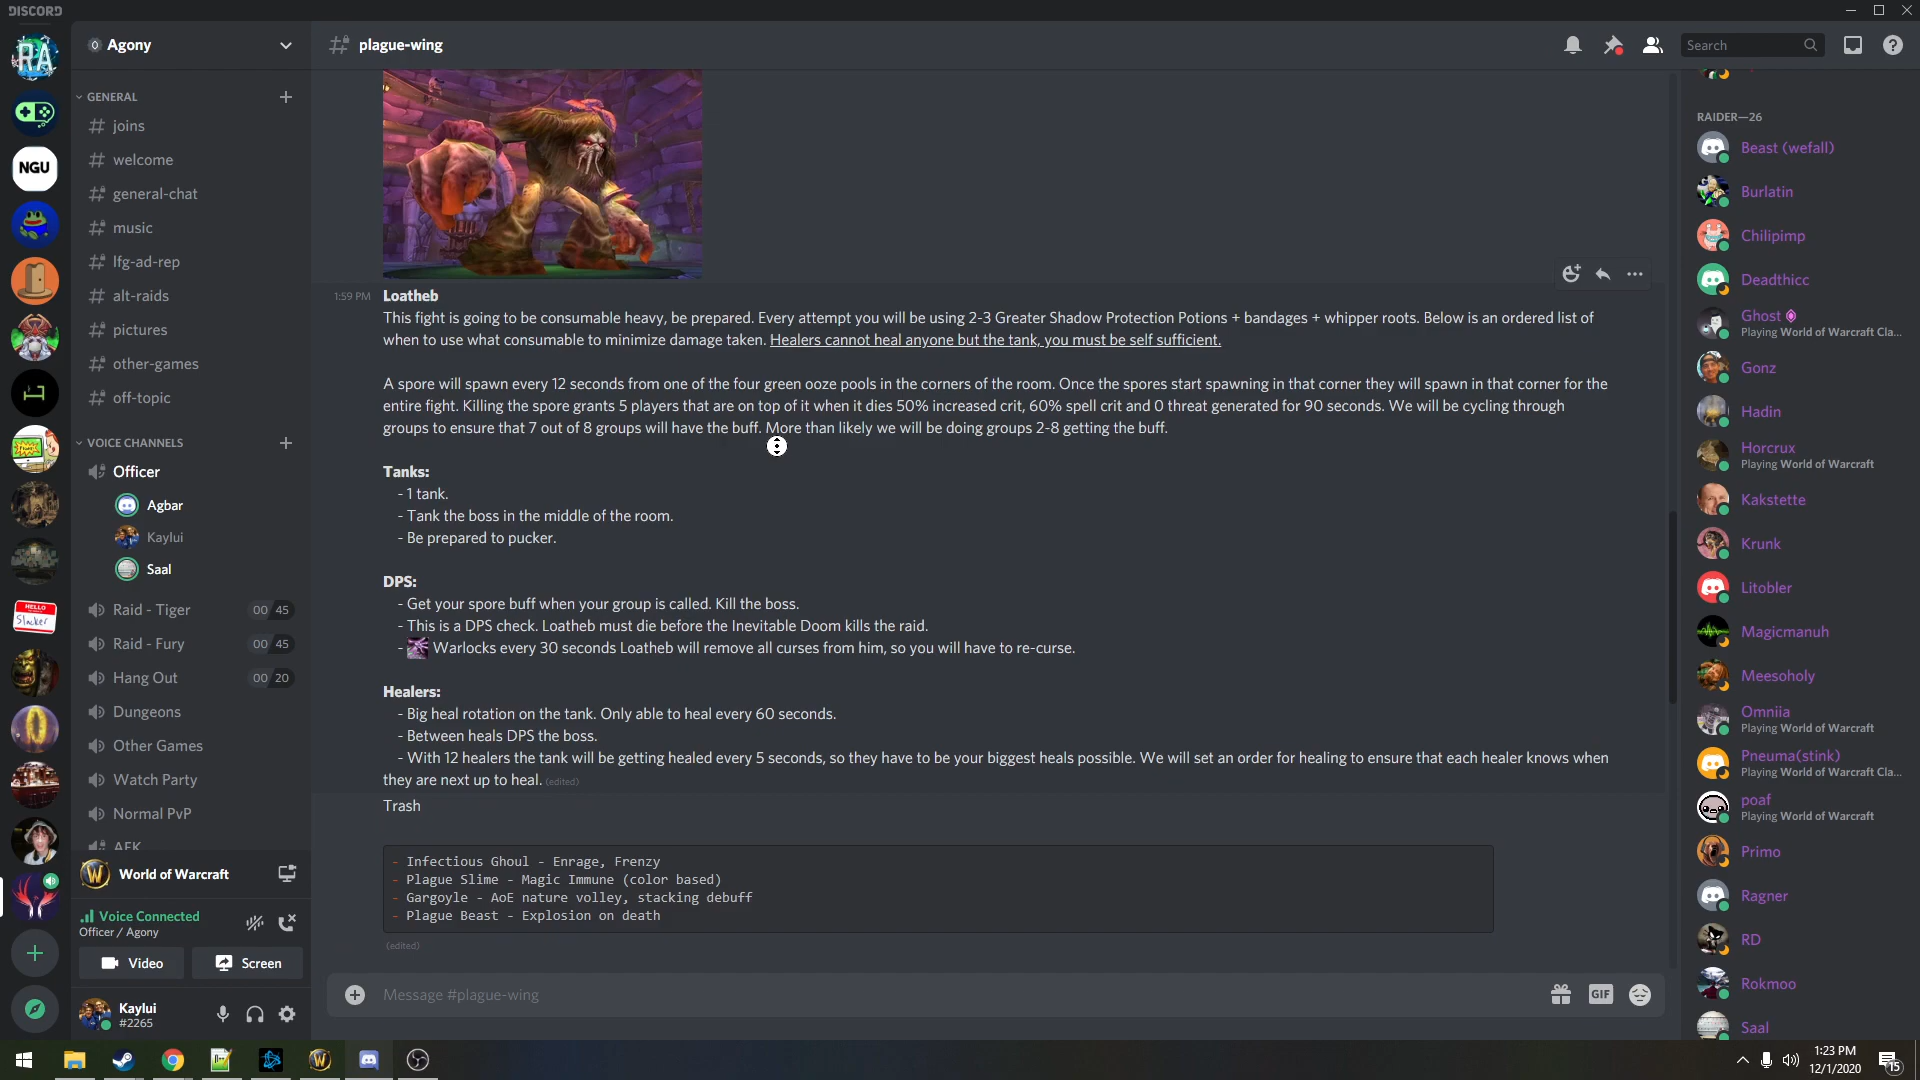 DISCORD
Agony
plague-wing
Search
NGU
HELLO
Slacker
GENERAL
joins
welcome
general-chat
music
lfg-ad-rep
alt-raids
pictures
other-games
off-topic
VOICE CHANNELS
Officer
Agbar
Kaylui
Saal
Raid - Tiger 00 45
Raid - Fury 00 45
Hang Out 00 20
Dungeons
Other Games
Watch Party
Normal PvP
AFK
World of Warcraft
Voice Connected
Officer / Agony
Video Screen
Kaylui
#2265
1:59 PM Loatheb
This fight is going to be consumable heavy, be prepared. Every attempt you will be using 2-3 Greater Shadow Protection Potions + bandages + whipper roots. Below is an ordered list of
when to use what consumable to minimize damage taken. Healers cannot heal anyone but the tank, you must be self sufficient.
A spore will spawn every 12 seconds from one of the four green ooze pools in the corners of the room. Once the spores start spawning in that corner they will spawn in that corner for the
entire fight. Killing the spore grants 5 players that are on top of it when it dies 50% increased crit, 60% spell crit and 0 threat generated for 90 seconds. We will be cycling through
groups to ensure that 7 out of 8 groups will have the buff. More than likely we will be doing groups 2-8 getting the buff.
Tanks:
- 1 tank.
- Tank the boss in the middle of the room.
- Be prepared to pucker.
DPS:
- Get your spore buff when your group is called. Kill the boss.
- This is a DPS check. Loatheb must die before the Inevitable Doom kills the raid.
- Warlocks every 30 seconds Loatheb will remove all curses from him, so you will have to re-curse.
Healers:
- Big heal rotation on the tank. Only able to heal every 60 seconds.
- Between heals DPS the boss.
- With 12 healers the tank will be getting healed every 5 seconds, so they have to be your biggest heals possible. We will set an order for healing to ensure that each healer knows when
they are next up to heal. (edited)
Trash
- Infectious Ghoul - Enrage, Frenzy
- Plague Slime - Magic Immune (color based)
- Gargoyle - AoE nature volley, stacking debuff
- Plague Beast - Explosion on death
(edited)
Message #plague-wing
GIF
RAIDER—26
Beast (wefall)
Burlatin
Chilipimp
Deadthicc
Ghost
Playing World of Warcraft Cla...
Gonz
Hadin
Horcrux
Playing World of Warcraft
Kakstette
Krunk
Litobler
Magicmanuh
Meesoholy
Omniia
Playing World of Warcraft
Pneuma(stink)
Playing World of Warcraft Cla...
poaf
Playing World of Warcraft
Primo
Ragner
RD
Rokmoo
Saal
1:23 PM
12/1/2020
15